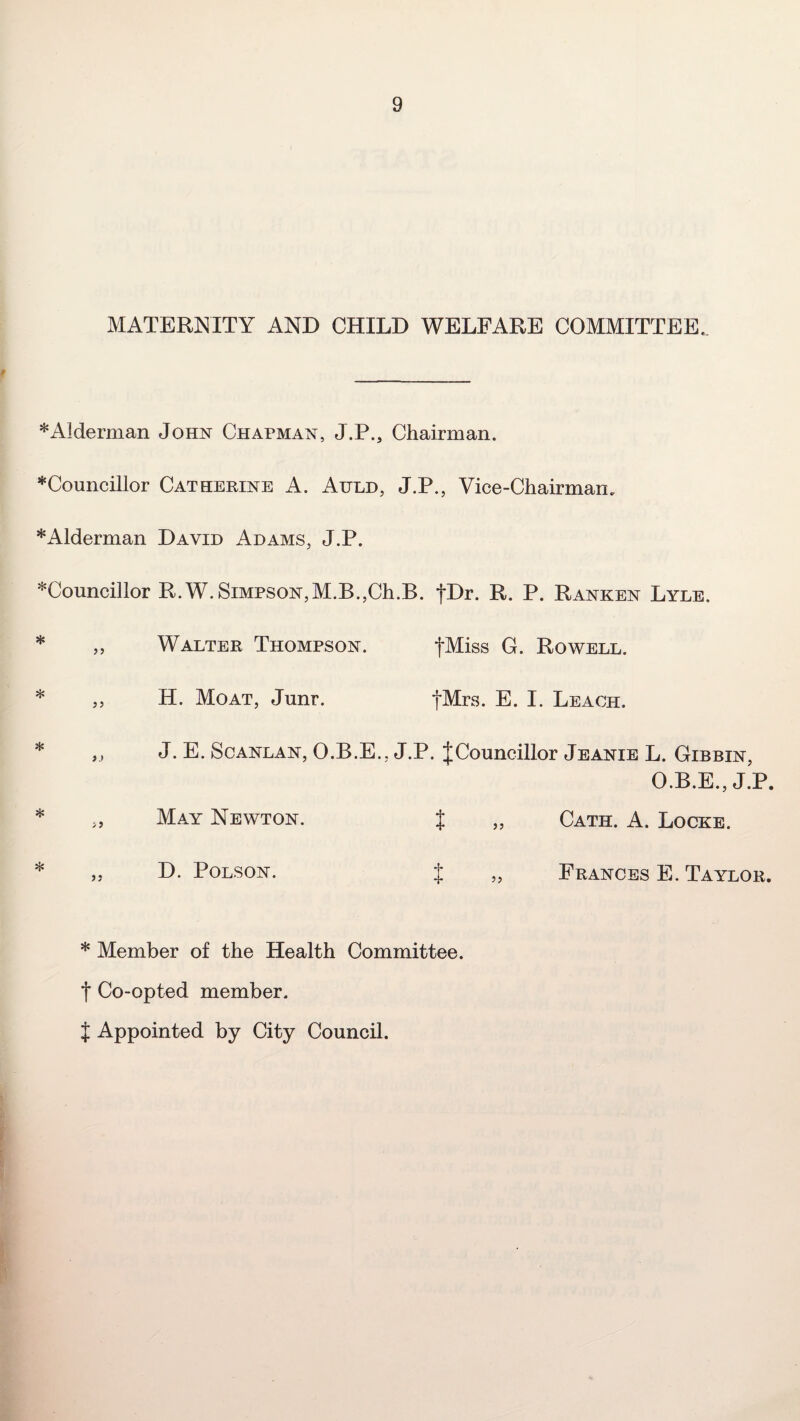 9
MATERNITY AND CHILD WELFARE COMMITTEE.
*Alderman John Chapman, J.P., Chairman.
*Councillor Catherine A. Auld, J.P., Vice-Chairman.
*Alderman David Adams, J.P.
*Councillor R.W. Simpson, M.B.,Ch.B. †Dr. R. P. Ranken Lyle.
* „ Walter Thompson. †Miss G. Rowell.
* „ H. Moat, Junr. †Mrs. E. I. Leach.
* „ J. E. Scanlan, O.B.E., J.P. ‡Councillor Jeanie L. Gibbin,
O.B.E., J.P.
* „ May Newton. ‡ „ Cath. A. Locke.
* „ D. Polson. ‡ „ Frances E. Taylor.
* Member of the Health Committee.
† Co-opted member.
‡ Appointed by City Council.